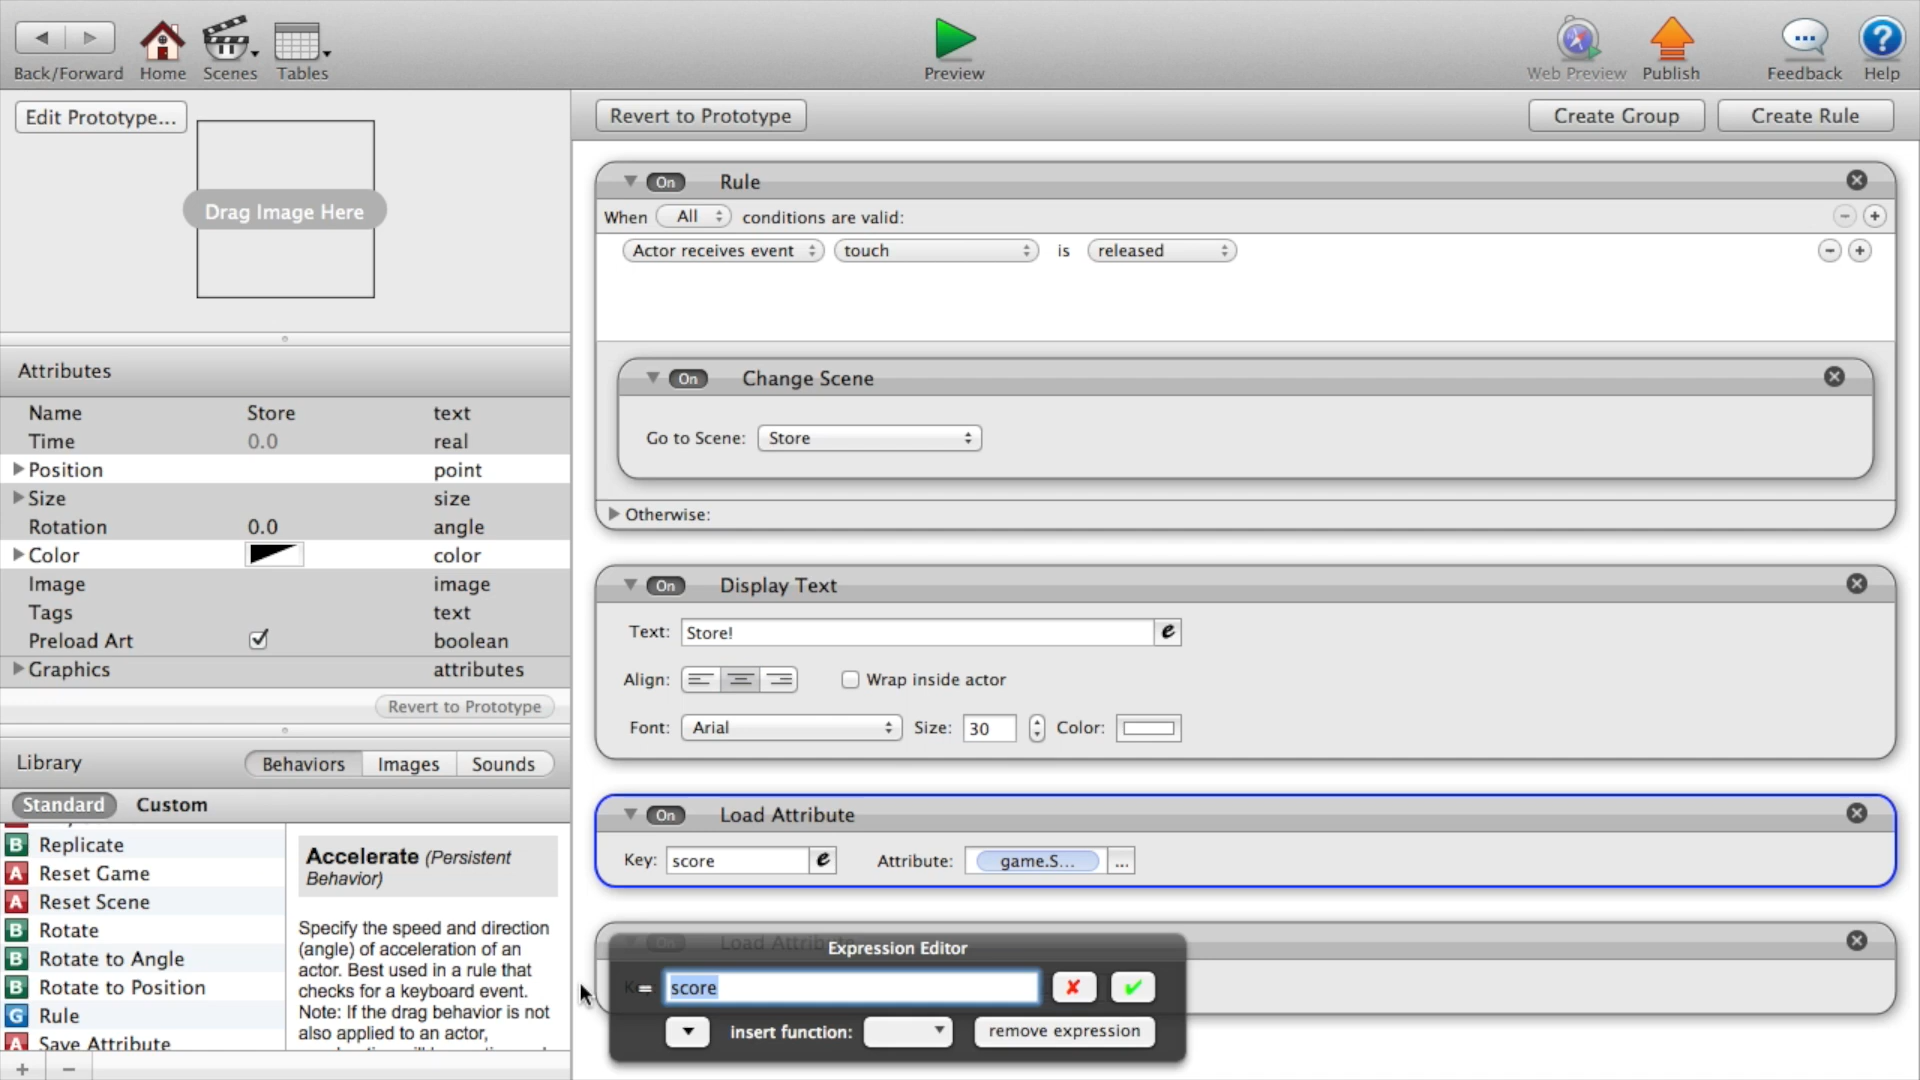 Back/Forward
Home
Scenes
Tables
Preview
Web Preview
Publish
Feedback
Help
Edit Prototype...
Drag Image Here
Attributes
Name Store text
Time 0.0 real
Position point
Size size
Rotation 0.0 angle
Color color
Image image
Tags text
Preload Art boolean
Graphics attributes
Revert to Prototype
Library
Behaviors
Images
Sounds
Standard
Custom
B Replicate
A Reset Game
A Reset Scene
B Rotate
B Rotate to Angle
B Rotate to Position
G Rule
A Save Attribute
Accelerate (Persistent
Behavior)
Specify the speed and direction
(angle) of acceleration of an
actor. Best used in a rule that
checks for a keyboard event.
Note: If the drag behavior is not
also applied to an actor,
Revert to Prototype
Create Group
Create Rule
On Rule
When All conditions are valid:
Actor receives event touch is released
On Change Scene
Go to Scene: Store
Otherwise:
On Display Text
Text: Store! e
Align: Wrap inside actor
Font: Arial Size: 30 Color:
On Load Attribute
Key: score e Attribute: game.S... ...
On Load Attribute
Expression Editor
= score
insert function: remove expression